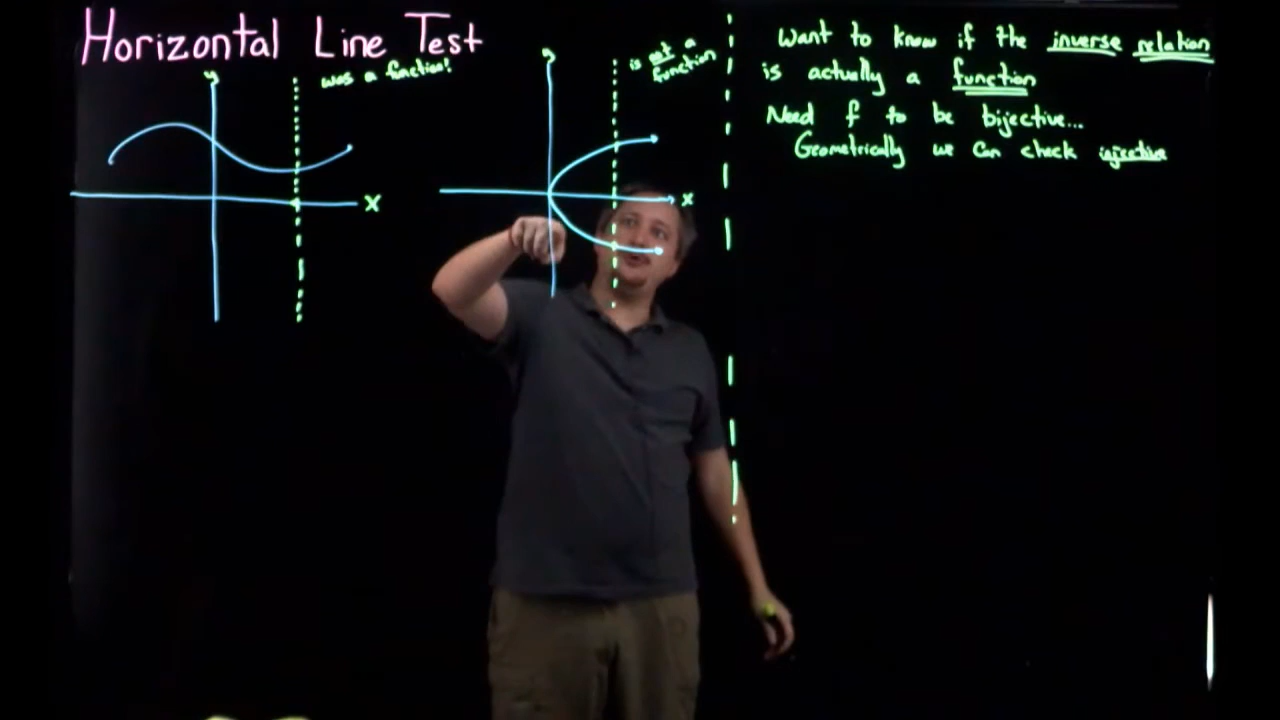 Horizontal Line Test
y
was a function!
x
y
is not a
function
x
Want to know if the inverse relation
is actually a function
Need f to be bijective...
Geometrically we can check injective